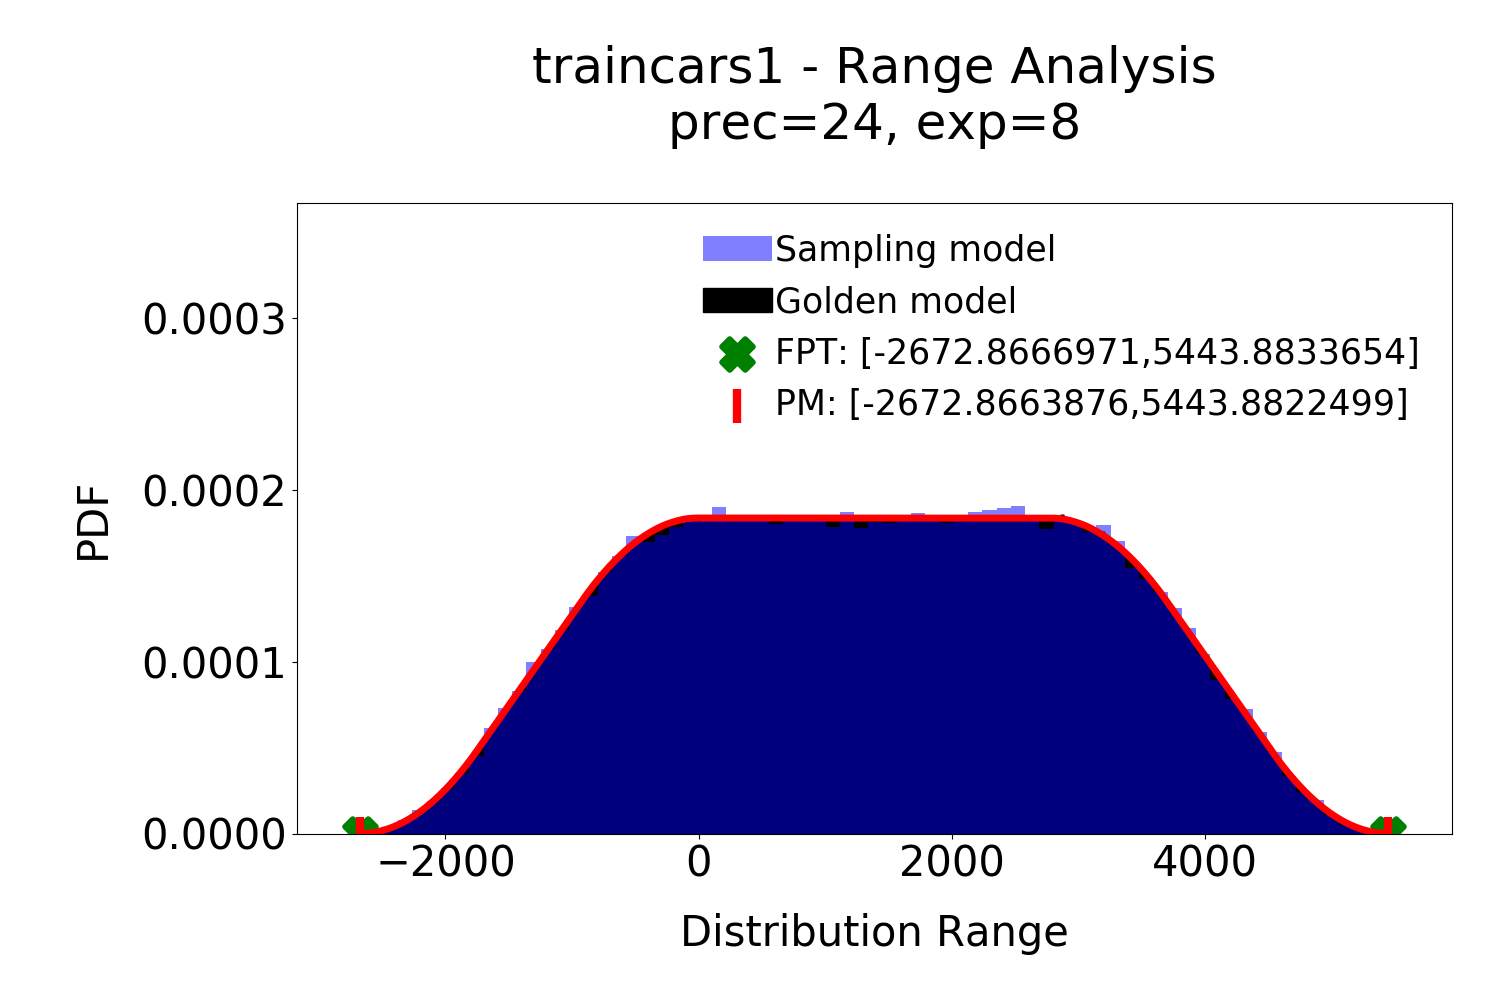 traincars1 - Range Analysis
prec=24, exp=8
Sampling model
Golden model
FPT: [-2672.8666971,5443.8833654]
PM: [-2672.8663876,5443.8822499]
PDF
0.0003
0.0002
0.0001
0.0000
−2000
0
2000
4000
Distribution Range